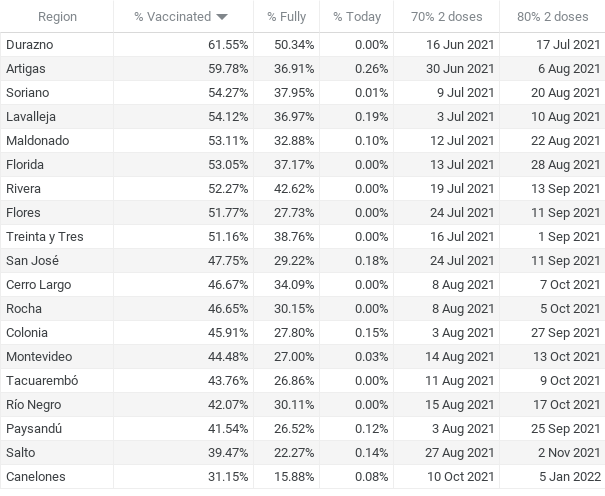 Region % Vaccinated % Fully % Today 70% 2 doses 80% 2 doses
Durazno 61.55% 50.34% 0.00% 16 Jun 2021 17 Jul 2021
Artigas 59.78% 36.91% 0.26% 30 Jun 2021 6 Aug 2021
Soriano 54.27% 37.95% 0.01% 9 Jul 2021 20 Aug 2021
Lavalleja 54.12% 36.97% 0.19% 3 Jul 2021 10 Aug 2021
Maldonado 53.11% 32.88% 0.10% 12 Jul 2021 22 Aug 2021
Florida 53.05% 37.17% 0.00% 13 Jul 2021 28 Aug 2021
Rivera 52.27% 42.62% 0.00% 19 Jul 2021 13 Sep 2021
Flores 51.77% 27.73% 0.00% 24 Jul 2021 11 Sep 2021
Treinta y Tres 51.16% 38.76% 0.00% 16 Jul 2021 1 Sep 2021
San José 47.75% 29.22% 0.18% 24 Jul 2021 11 Sep 2021
Cerro Largo 46.67% 34.09% 0.00% 8 Aug 2021 7 Oct 2021
Rocha 46.65% 30.15% 0.00% 8 Aug 2021 5 Oct 2021
Colonia 45.91% 27.80% 0.15% 3 Aug 2021 27 Sep 2021
Montevideo 44.48% 27.00% 0.03% 14 Aug 2021 13 Oct 2021
Tacuarembó 43.76% 26.86% 0.00% 11 Aug 2021 9 Oct 2021
Río Negro 42.07% 30.11% 0.00% 15 Aug 2021 17 Oct 2021
Paysandú 41.54% 26.52% 0.12% 3 Aug 2021 25 Sep 2021
Salto 39.47% 22.27% 0.14% 27 Aug 2021 2 Nov 2021
Canelones 31.15% 15.88% 0.08% 10 Oct 2021 5 Jan 2022